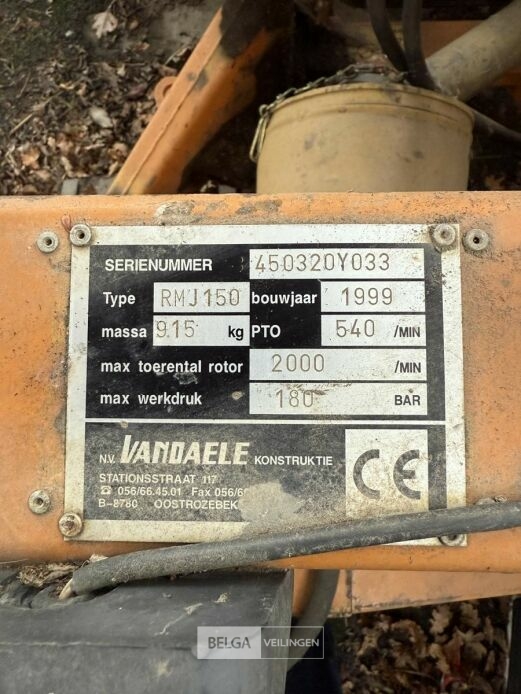 SERIENUMMER 450320Y033
Type RMJ150 bouwjaar 1999
massa 915 kg PTO 540 /MIN
max toerental rotor 2000 /MIN
max werkdruk 180 BAR
N.V. VANDAELE KONSTRUKTIE
STATIONSSTRAAT 117
☎ 056/66.45.01 Fax 056/6
B-8780 OOSTROZEBEK
CE
BELGA VEILINGEN